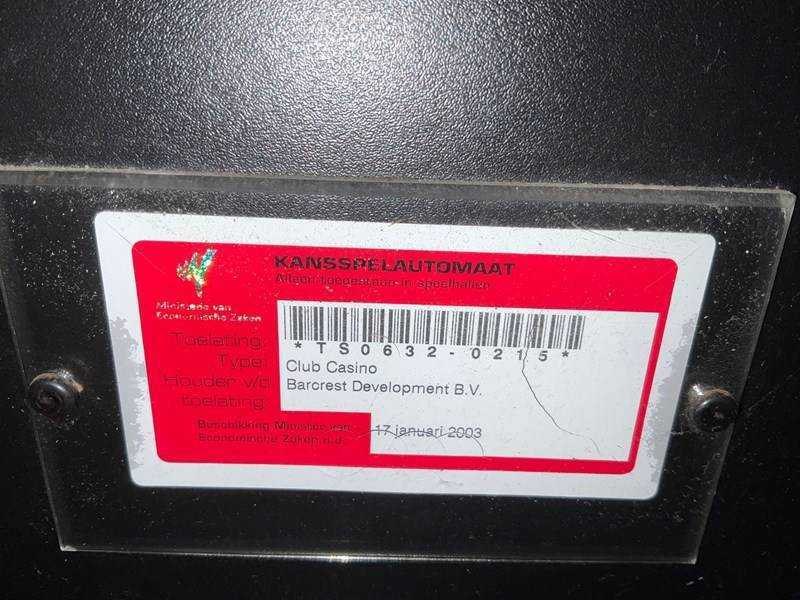 KANSSPELAUTOMAAT
Alleen toegestaan in speelhallen
Ministerie van
Economische Zaken
*TS0632-0215*
Toelating:
Type: Club Casino
Houder v/d Barcrest Development B.V.
toelating:
Beschikking Minister van 17 januari 2003
Economische Zaken d.d.